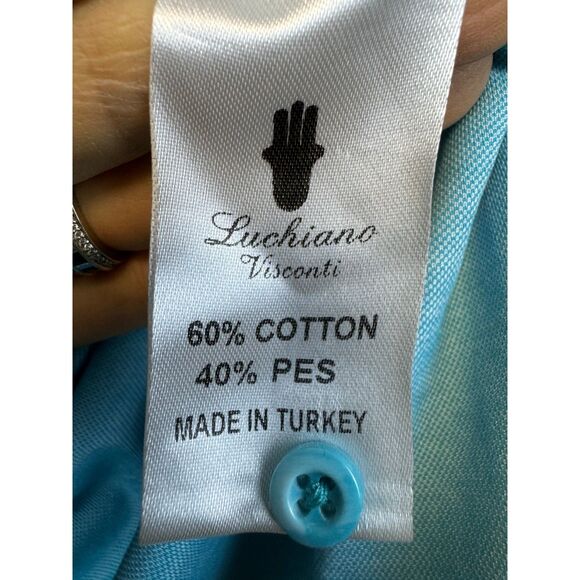 Luchiano
Visconti
60% COTTON
40% PES
MADE IN TURKEY